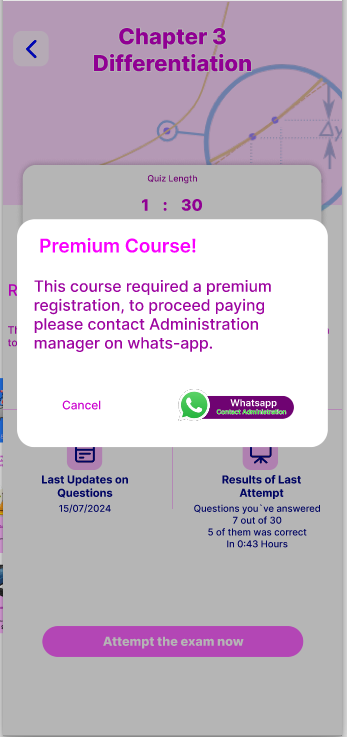 Chapter 3
Differentiation
Δy
Quiz Length
1 : 30
Premium Course!
R
This course required a premium
registration, to proceed paying
please contact Administration
manager on whats-app.
Th
to
Cancel
Whatsapp
Contact Administration
Last Updates on
Questions
15/07/2024
Results of Last
Attempt
Questions you`ve answered
7 out of 30
5 of them was correct
In 0:43 Hours
Attempt the exam now